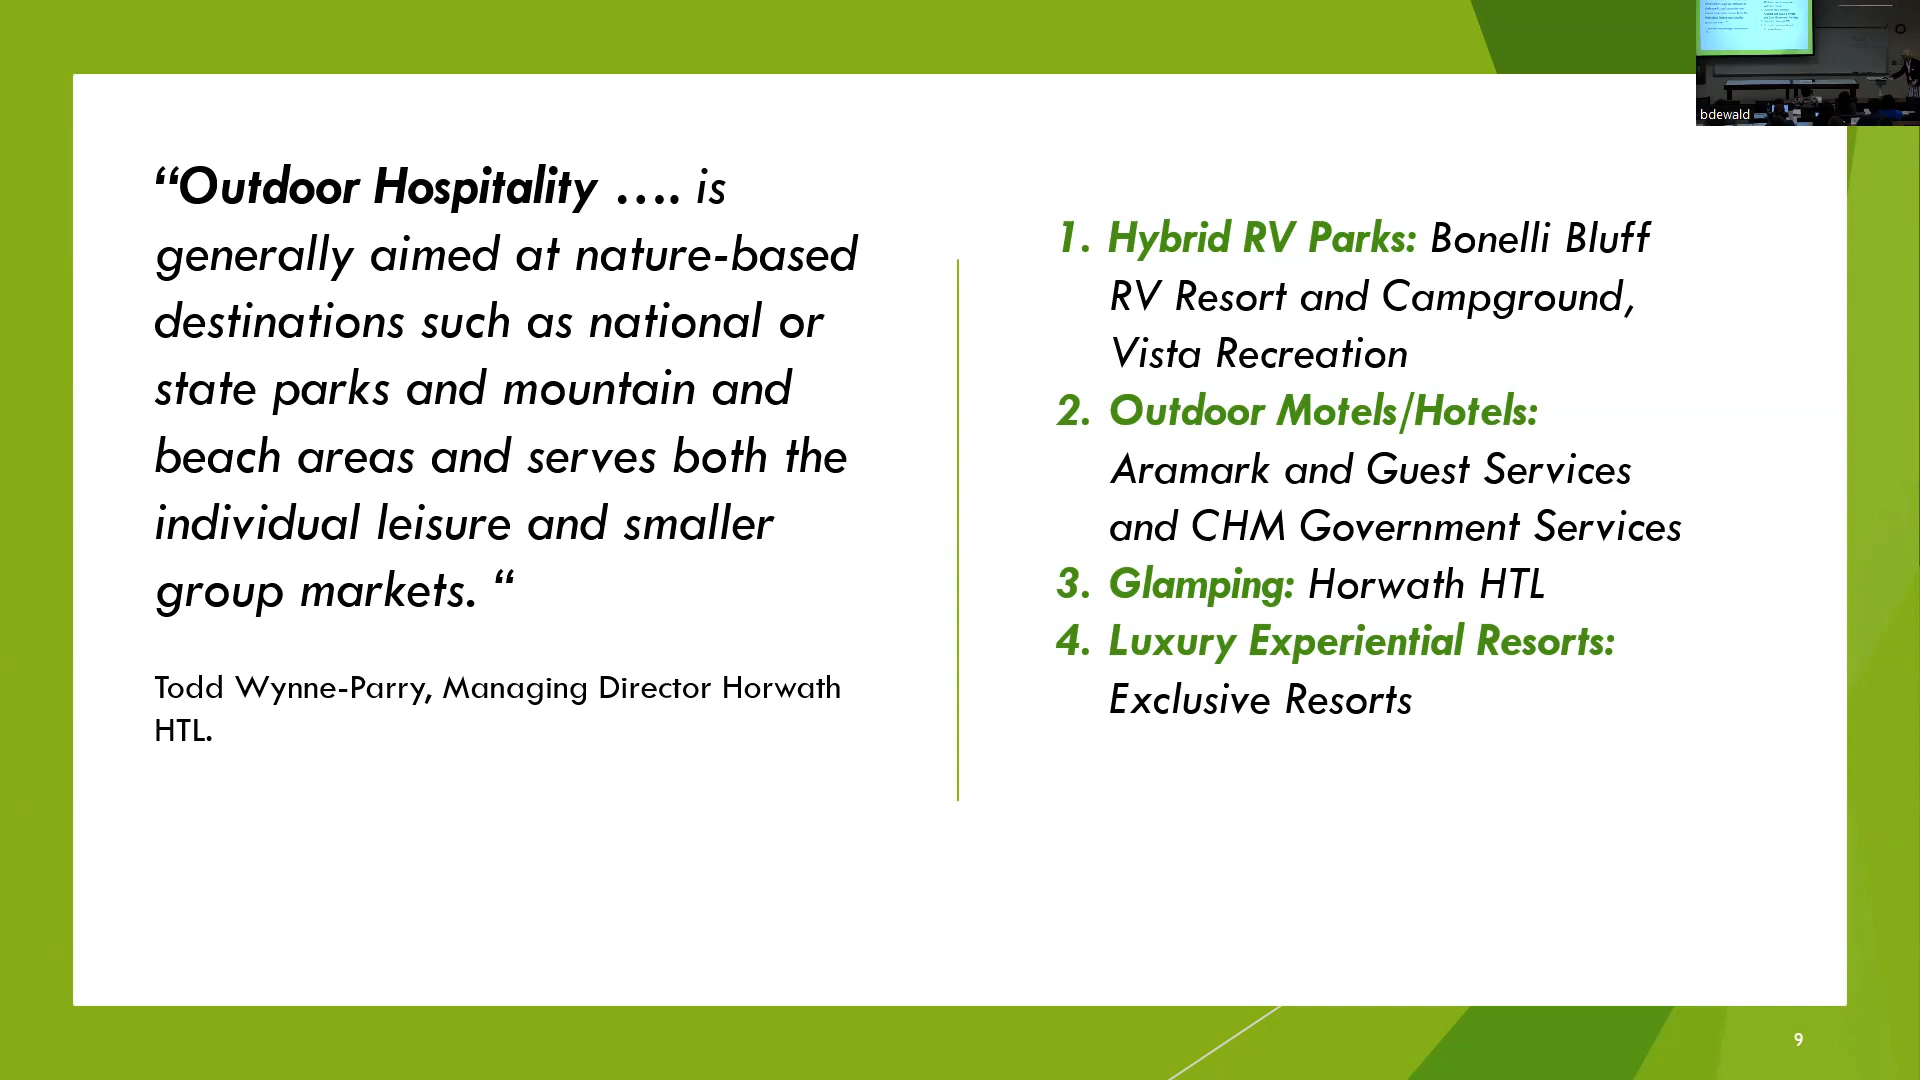 “Outdoor Hospitality …. is
generally aimed at nature-based
destinations such as national or
state parks and mountain and
beach areas and serves both the
individual leisure and smaller
group markets. “
Todd Wynne-Parry, Managing Director Horwath
HTL.
1. Hybrid RV Parks: Bonelli Bluff
RV Resort and Campground,
Vista Recreation
2. Outdoor Motels/Hotels:
Aramark and Guest Services
and CHM Government Services
3. Glamping: Horwath HTL
4. Luxury Experiential Resorts:
Exclusive Resorts
bdewald
9